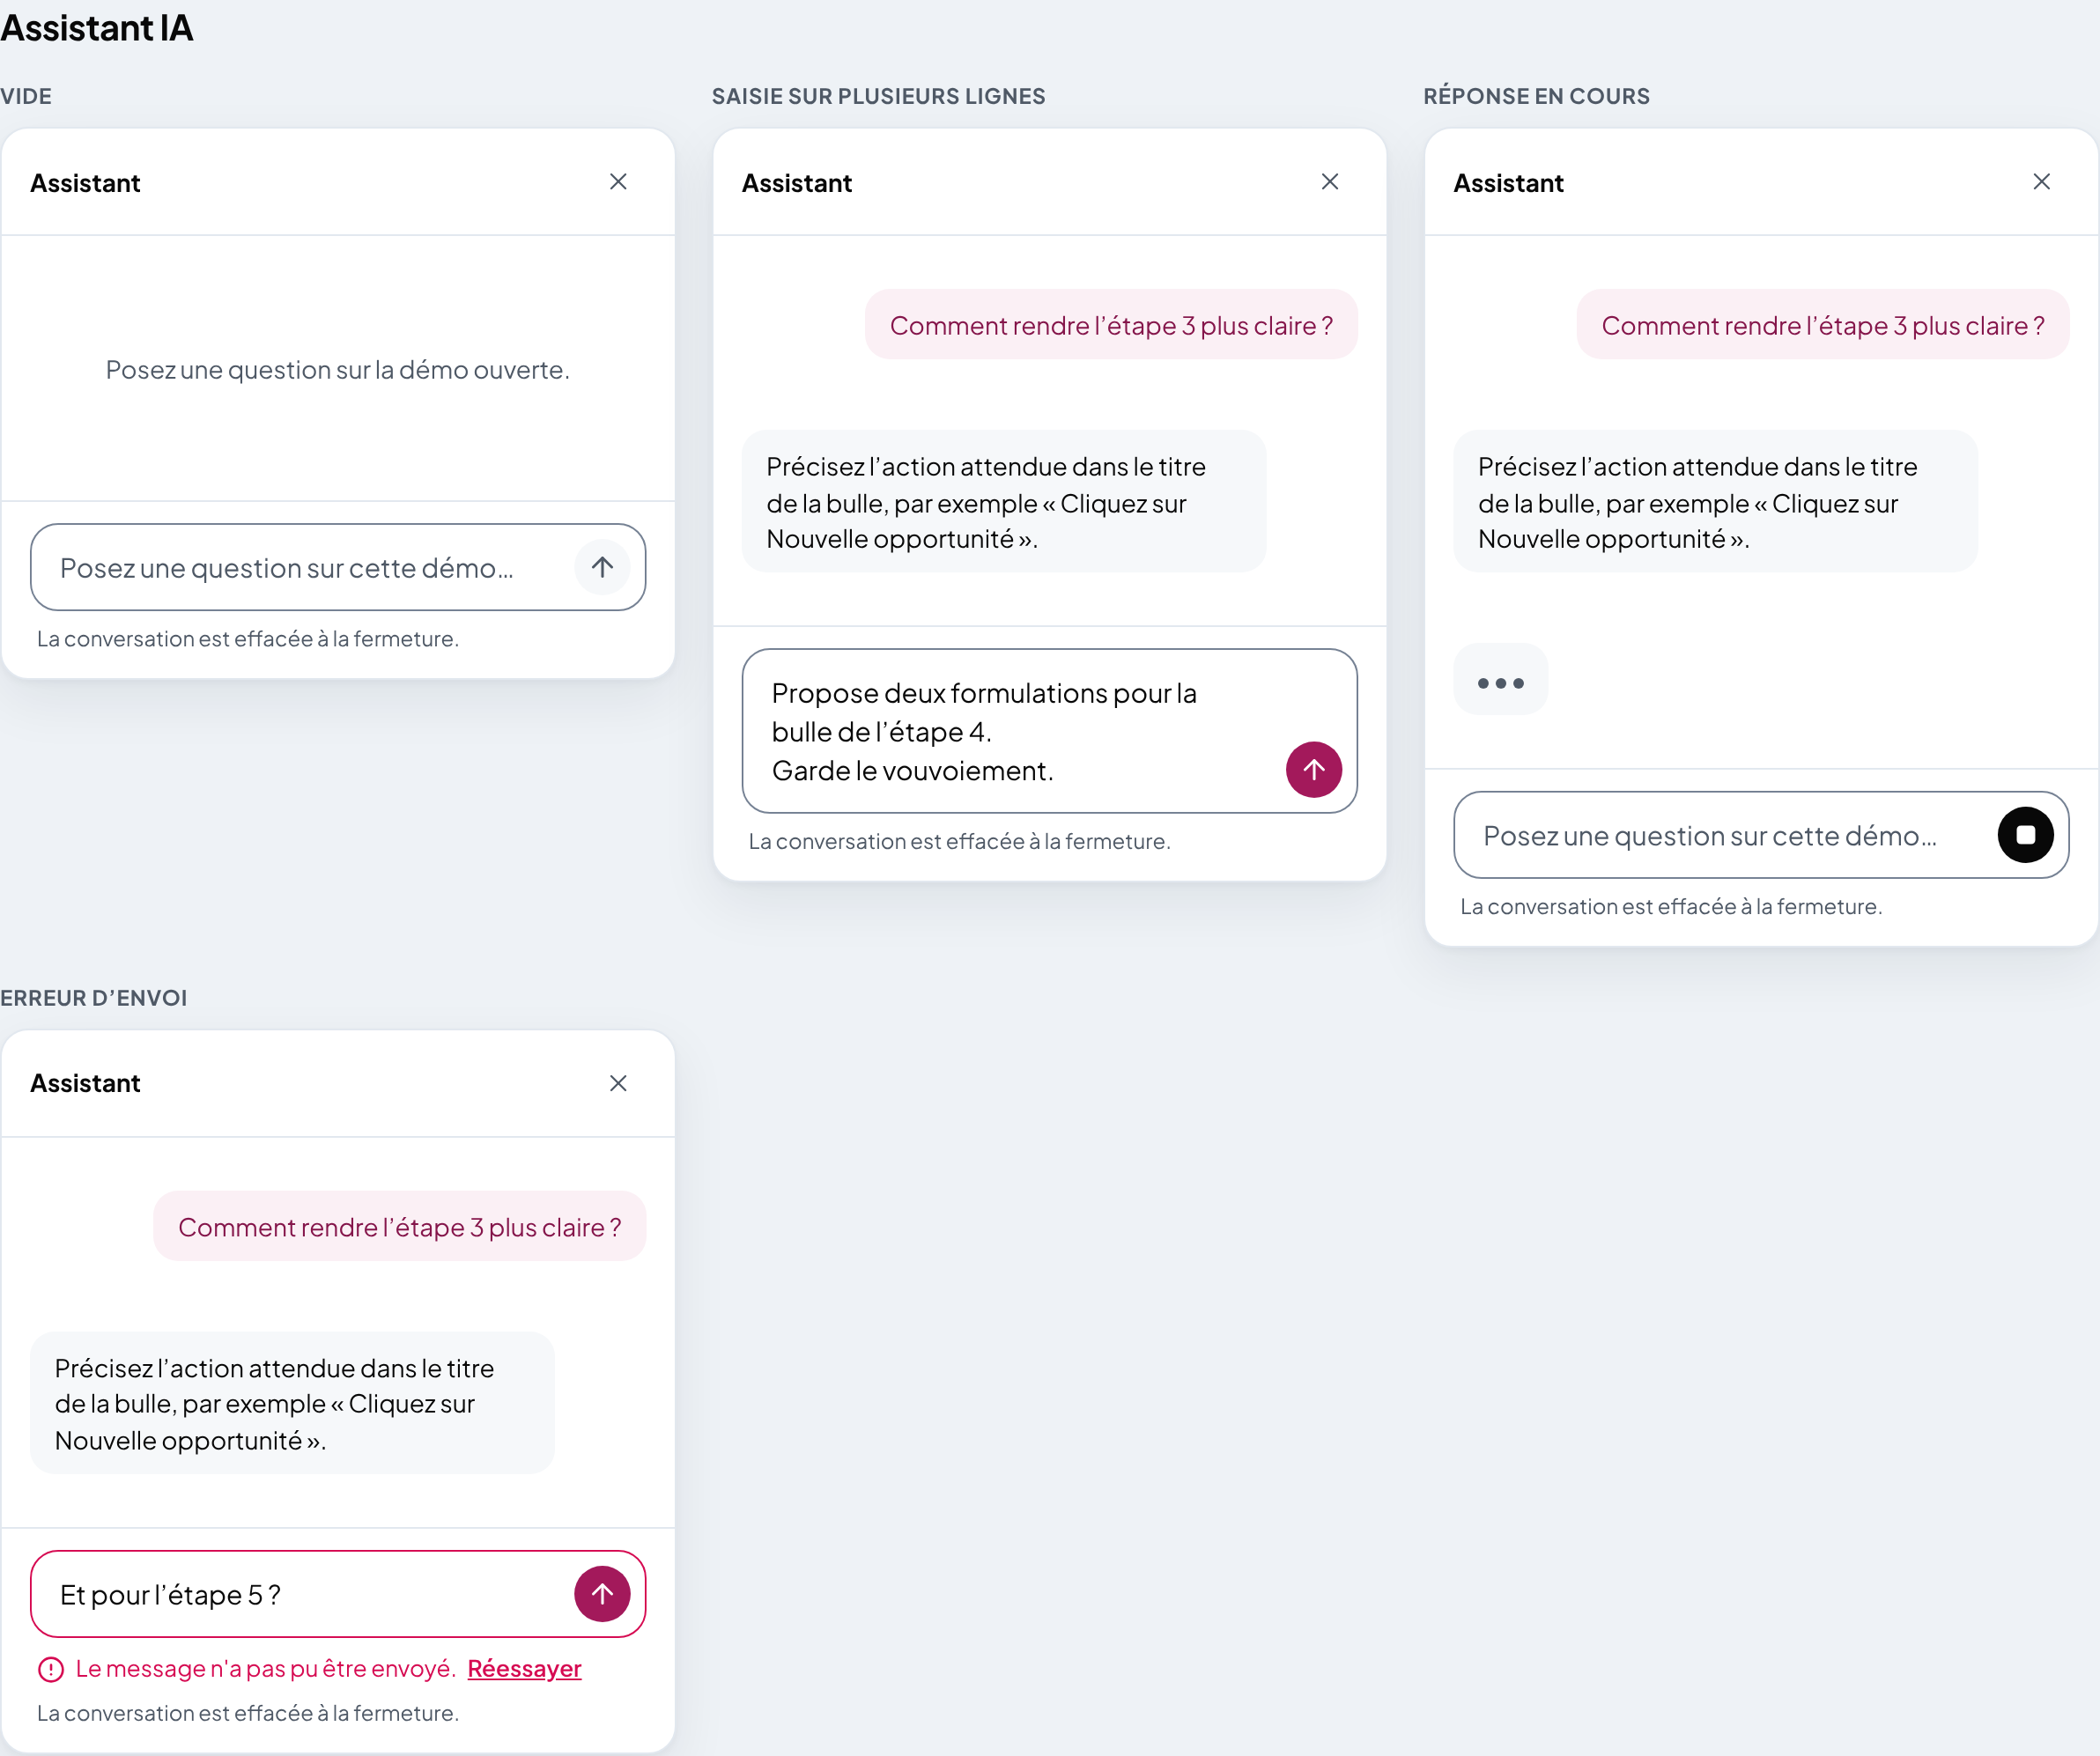 Assistant IA
VIDE
Assistant
Posez une question sur la démo ouverte.
Posez une question sur cette démo…
La conversation est effacée à la fermeture.
SAISIE SUR PLUSIEURS LIGNES
Assistant
Comment rendre l’étape 3 plus claire ?
Précisez l’action attendue dans le titre
de la bulle, par exemple « Cliquez sur
Nouvelle opportunité ».
Propose deux formulations pour la
bulle de l’étape 4.
Garde le vouvoiement.
La conversation est effacée à la fermeture.
RÉPONSE EN COURS
Assistant
Comment rendre l’étape 3 plus claire ?
Précisez l’action attendue dans le titre
de la bulle, par exemple « Cliquez sur
Nouvelle opportunité ».
Posez une question sur cette démo…
La conversation est effacée à la fermeture.
ERREUR D’ENVOI
Assistant
Comment rendre l’étape 3 plus claire ?
Précisez l’action attendue dans le titre
de la bulle, par exemple « Cliquez sur
Nouvelle opportunité ».
Et pour l’étape 5 ?
Le message n'a pas pu être envoyé. Réessayer
La conversation est effacée à la fermeture.